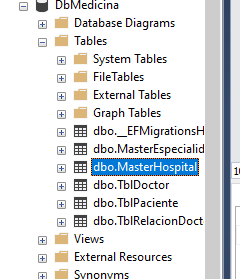 DbMedicina
Database Diagrams
Tables
System Tables
FileTables
External Tables
Graph Tables
dbo.__EFMigrationsH
dbo.MasterEspecialid
dbo.MasterHospital
dbo.TblDoctor
dbo.TblPaciente
dbo.TblRelacionDoct
Views
External Resources
Synonyms